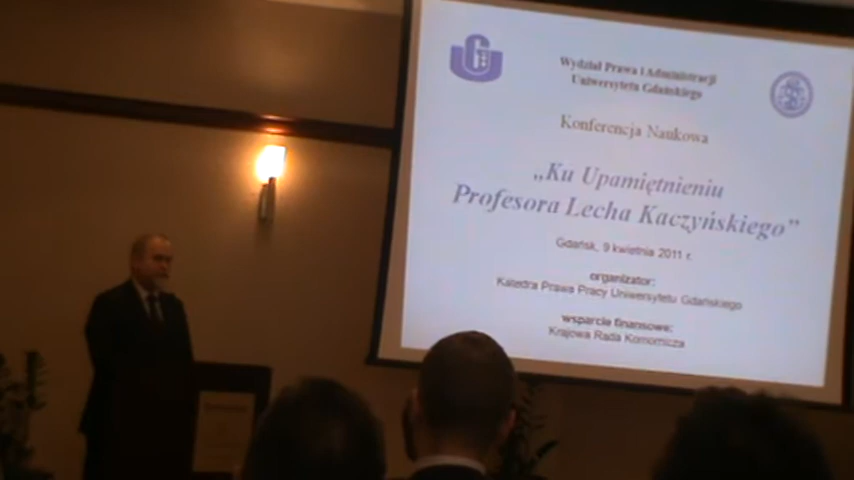 Wydział Prawa i Administracji
Uniwersytetu Gdańskiego
Konferencja Naukowa
„Ku Upamiętnieniu
Profesora Lecha Kaczyńskiego”
Gdańsk, 9 kwietnia 2011 r.
organizator:
Katedra Prawa Pracy Uniwersytetu Gdańskiego
wsparcie finansowe:
Krajowa Rada Komornicza